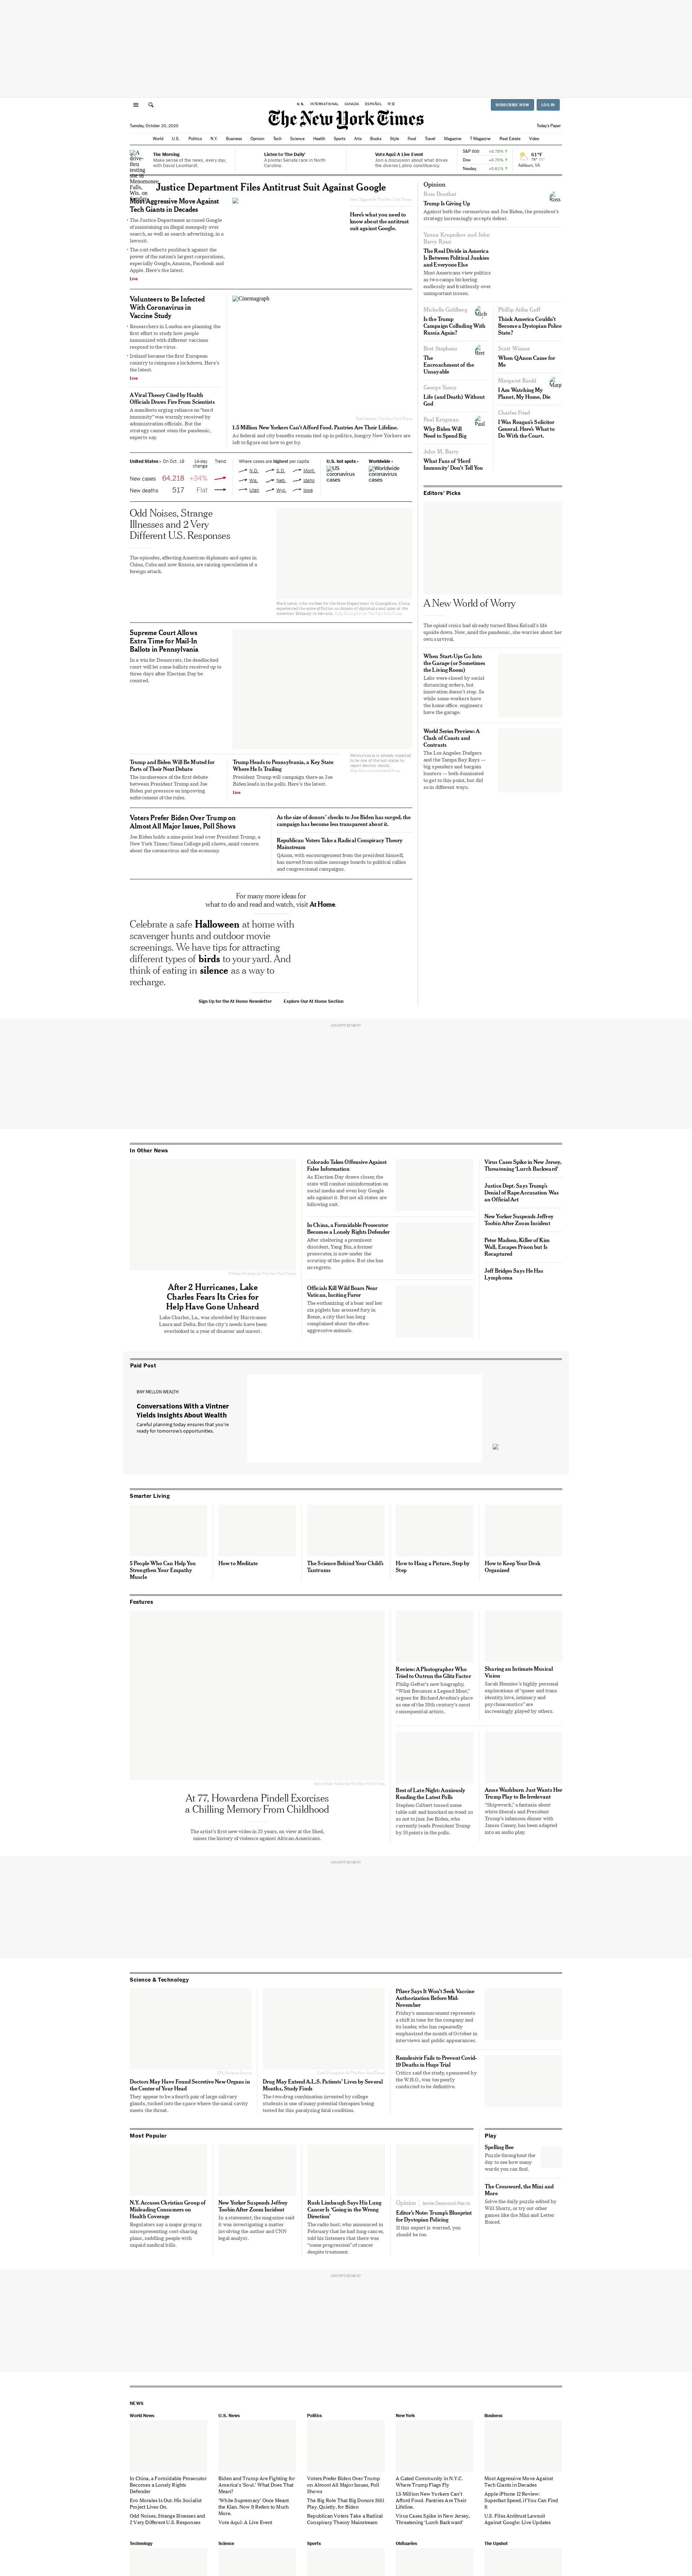 U.S. INTERNATIONAL CANADA ESPAÑOL 中文
SUBSCRIBE NOW LOG IN
The New York Times
Tuesday, October 20, 2020
Today's Paper
World U.S. Politics N.Y. Business Opinion Tech Science Health Sports Arts Books Style Food Travel Magazine T Magazine Real Estate Video
The Morning
Make sense of the news, every day, with David Leonhardt.
Listen to 'The Daily'
A pivotal Senate race in North Carolina.
Vote Aquí: A Live Event
Join a discussion about what drives the diverse Latino constituency.
S&P 500 +0.78% ↑
Dow +0.70% ↑
Nasdaq +0.61% ↑
61°F
Ashburn, VA
Justice Department Files Antitrust Suit Against Google
Most Aggressive Move Against
Tech Giants in Decades
The Justice Department accused Google
of maintaining an illegal monopoly over
search, as well as search advertising, in a
lawsuit.
The suit reflects pushback against the
power of the nation's largest corporations,
especially Google, Amazon, Facebook and
Apple. Here's the latest.
Live
Here's what you need to
know about the antitrust
suit against Google.
Volunteers to Be Infected
With Coronavirus in
Vaccine Study
Researchers in London are planning the
first effort to study how people
immunized with different vaccines
respond to the virus.
Ireland became the first European
country to reimpose a lockdown. Here's
the latest.
Live
A Viral Theory Cited by Health
Officials Draws Fire From Scientists
A manifesto urging reliance on "herd
immunity" was warmly received by
administration officials. But the
strategy cannot stem the pandemic,
experts say.
Cinemagraph
1.5 Million New Yorkers Can't Afford Food. Pantries Are Their Lifeline.
As federal and city benefits remain tied up in politics, hungry New Yorkers are
left to figure out how to get by.
United States › On Oct. 19 14-day change Trend
New cases 64,218 +34%
New deaths 517 Flat
Where cases are highest per capita
N.D. S.D. Mont.
Wis. Neb. Idaho
Utah Wyo. Iowa
U.S. hot spots ›
US coronavirus cases
Worldwide ›
Worldwide coronavirus cases
Odd Noises, Strange
Illnesses and 2 Very
Different U.S. Responses
The episodes, affecting American diplomats and spies in
China, Cuba and now Russia, are raising speculation of a
foreign attack.
Supreme Court Allows
Extra Time for Mail-In
Ballots in Pennsylvania
In a win for Democrats, the deadlocked
court will let some ballots received up to
three days after Election Day be
counted.
Pennsylvania is already expected
to be one of the last states to
report election results.
Trump and Biden Will Be Muted for
Parts of Their Next Debate
The incoherence of the first debate
between President Trump and Joe
Biden put pressure on improving
enforcement of the rules.
Trump Heads to Pennsylvania, a Key State
Where He Is Trailing
President Trump will campaign there as Joe
Biden leads in the polls. Here's the latest.
Live
Voters Prefer Biden Over Trump on
Almost All Major Issues, Poll Shows
Joe Biden holds a nine-point lead over President Trump, a
New York Times/Siena College poll shows, amid concern
about the coronavirus and the economy.
As the size of donors' checks to Joe Biden has surged, the
campaign has become less transparent about it.
Republican Voters Take a Radical Conspiracy Theory
Mainstream
QAnon, with encouragement from the president himself,
has moved from online message boards to political rallies
and congressional campaigns.
For many more ideas for
what to do and read and watch, visit At Home.
Celebrate a safe Halloween at home with
scavenger hunts and outdoor movie
screenings. We have tips for attracting
different types of birds to your yard. And
think of eating in silence as a way to
recharge.
Sign Up for the At Home Newsletter Explore Our At Home Section
Opinion
Ross Douthat
Trump Is Giving Up
Against both the coronavirus and Joe Biden, the president's
strategy increasingly accepts defeat.
Yanna Krupnikov and John
Barry Ryan
The Real Divide in America
Is Between Political Junkies
and Everyone Else
Most Americans view politics
as two camps bickering
endlessly and fruitlessly over
unimportant issues.
Michelle Goldberg
Is the Trump
Campaign Colluding With
Russia Again?
Bret Stephens
The
Encroachment of the
Unsayable
George Yancy
Life (and Death) Without
God
Paul Krugman
Why Biden Will
Need to Spend Big
John M. Barry
What Fans of 'Herd
Immunity' Don't Tell You
Phillip Atiba Goff
Think America Couldn't
Become a Dystopian Police
State?
Scott Wiener
When QAnon Came for
Me
Margaret Renkl
I Am Watching My
Planet, My Home, Die
Charles Fried
I Was Reagan's Solicitor
General. Here's What to
Do With the Court.
Editors' Picks
A New World of Worry
The opioid crisis had already turned Rhea Kelsall's life
upside down. Now, amid the pandemic, she worries about her
own survival.
When Start-Ups Go Into
the Garage (or Sometimes
the Living Room)
Labs were closed by social
distancing orders, but
innovation doesn't stop. So
while some workers have
the home office, engineers
have the garage.
World Series Preview: A
Clash of Coasts and
Contrasts
The Los Angeles Dodgers
and the Tampa Bay Rays —
big spenders and bargain
hunters — both dominated
to get to this point, but did
so in different ways.
ADVERTISEMENT
In Other News
After 2 Hurricanes, Lake
Charles Fears Its Cries for
Help Have Gone Unheard
Lake Charles, La., was shredded by Hurricanes
Laura and Delta. But the city's needs have been
overlooked in a year of disaster and unrest.
Colorado Takes Offensive Against
False Information
As Election Day draws closer, the
state will combat misinformation on
social media and even buy Google
ads against it. But not all states are
following suit.
In China, a Formidable Prosecutor
Becomes a Lonely Rights Defender
After sheltering a prominent
dissident, Yang Bin, a former
prosecutor, is now under the
scrutiny of the police. But she has
no regrets.
Officials Kill Wild Boars Near
Vatican, Inciting Furor
The euthanizing of a boar and her
six piglets has aroused fury in
Rome, a city that has long
complained about the often-
aggressive animals.
Virus Cases Spike in New Jersey,
Threatening 'Lurch Backward'
Justice Dept. Says Trump's
Denial of Rape Accusation Was
an Official Act
New Yorker Suspends Jeffrey
Toobin After Zoom Incident
Peter Madsen, Killer of Kim
Wall, Escapes Prison but Is
Recaptured
Jeff Bridges Says He Has
Lymphoma
Paid Post
BNY MELLON WEALTH
Conversations With a Vintner
Yields Insights About Wealth
Careful planning today ensures that you're
ready for tomorrow's opportunities.
Smarter Living
5 People Who Can Help You
Strengthen Your Empathy
Muscle
How to Meditate
The Science Behind Your Child's
Tantrums
How to Hang a Picture, Step by
Step
How to Keep Your Desk
Organized
Features
At 77, Howardena Pindell Exorcises
a Chilling Memory From Childhood
The artist's first new video in 25 years, on view at the Shed,
mines the history of violence against African Americans.
Review: A Photographer Who
Tried to Outrun the Glitz Factor
Philip Gefter's new biography,
"What Becomes a Legend Most,"
argues for Richard Avedon's place
as one of the 20th century's most
consequential artists.
Sharing an Intimate Musical
Vision
Sarah Hennies's highly personal
explorations of "queer and trans
identity, love, intimacy and
psychoacoustics" are
increasingly played by others.
Best of Late Night: Anxiously
Reading the Latest Polls
Stephen Colbert tossed some
table salt and knocked on wood so
as not to jinx Joe Biden, who
currently leads President Trump
by 10 points in the polls.
Anne Washburn Just Wants Her
Trump Play to Be Irrelevant
"Shipwreck," a fantasia about
white liberals and President
Trump's infamous dinner with
James Comey, has been adapted
into an audio play.
ADVERTISEMENT
Science & Technology
Doctors May Have Found Secretive New Organs in
the Center of Your Head
They appear to be a fourth pair of large salivary
glands, tucked into the space where the nasal cavity
meets the throat.
Drug May Extend A.L.S. Patients' Lives by Several
Months, Study Finds
The two-drug combination invented by college
students is one of many potential therapies being
tested for this paralyzing fatal condition.
Pfizer Says It Won't Seek Vaccine
Authorization Before Mid-
November
Friday's announcement represents
a shift in tone for the company and
its leader, who has repeatedly
emphasized the month of October in
interviews and public appearances.
Remdesivir Fails to Prevent Covid-
19 Deaths in Huge Trial
Critics said the study, sponsored by
the W.H.O., was too poorly
conducted to be definitive.
Most Popular
N.Y. Accuses Christian Group of
Misleading Consumers on
Health Coverage
Regulators say a major group is
misrepresenting cost-sharing
plans, saddling people with
unpaid medical bills.
New Yorker Suspends Jeffrey
Toobin After Zoom Incident
In a statement, the magazine said
it was investigating a matter
involving the author and CNN
legal analyst.
Rush Limbaugh Says His Lung
Cancer Is 'Going in the Wrong
Direction'
The radio host, who announced in
February that he had lung cancer,
told his listeners that there was
"some progression" of cancer
despite treatment.
Opinion | Jamie Desmond-Harris
Editor's Note: Trump's Blueprint
for Dystopian Policing
If this expert is worried, you
should be too.
Play
Spelling Bee
Puzzle throughout the
day to see how many
words you can find.
The Crossword, the Mini and
More
Solve the daily puzzle edited by
Will Shortz, or try out other
games like the Mini and Letter
Boxed.
ADVERTISEMENT
NEWS
World News
In China, a Formidable Prosecutor
Becomes a Lonely Rights
Defender
Evo Morales Is Out. His Socialist
Project Lives On.
Odd Noises, Strange Illnesses and
2 Very Different U.S. Responses
U.S. News
Biden and Trump Are Fighting for
America's 'Soul.' What Does That
Mean?
'White Supremacy' Once Meant
the Klan. Now It Refers to Much
More.
Vote Aquí: A Live Event
Politics
Voters Prefer Biden Over Trump
on Almost All Major Issues, Poll
Shows
The Big Role That Big Donors Still
Play, Quietly, for Biden
Republican Voters Take a Radical
Conspiracy Theory Mainstream
New York
A Gated Community in N.Y.C.
Where Trump Flags Fly
1.5 Million New Yorkers Can't
Afford Food. Pantries Are Their
Lifeline.
Virus Cases Spike in New Jersey,
Threatening 'Lurch Backward'
Business
Most Aggressive Move Against
Tech Giants in Decades
Apple iPhone 12 Review:
Superfast Speed, if You Can Find
It
U.S. Files Antitrust Lawsuit
Against Google: Live Updates
Technology Science Sports Obituaries The Upshot